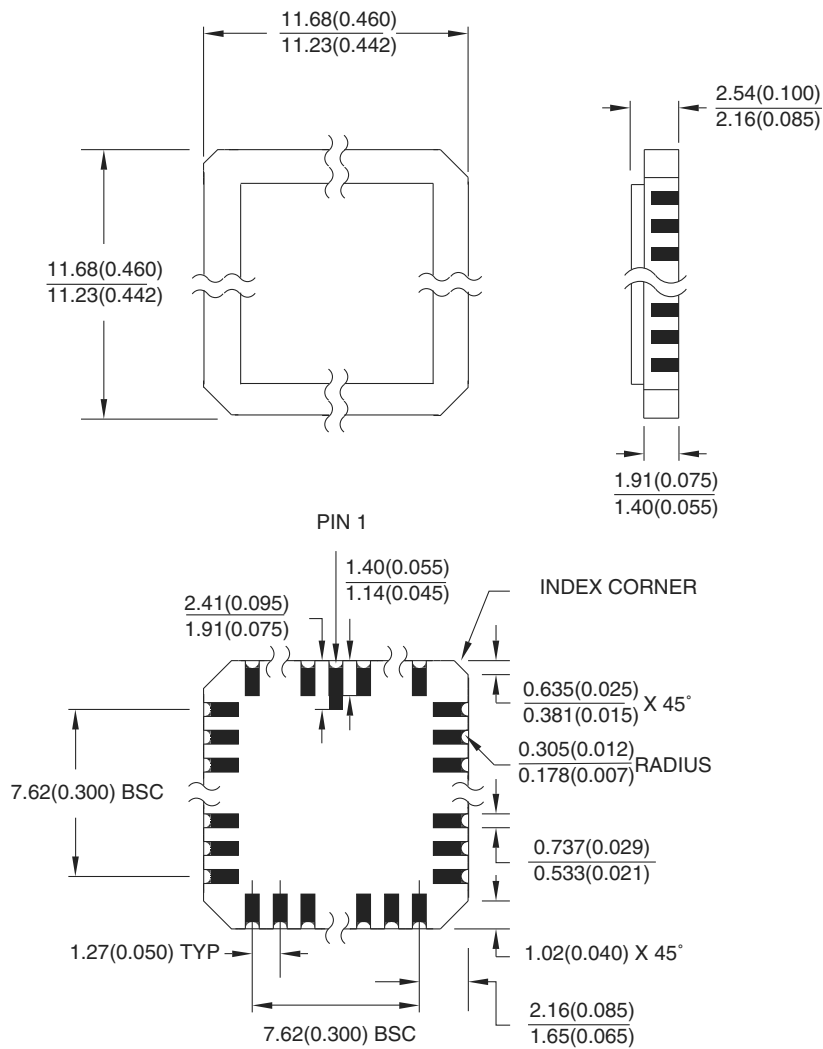 11.68(0.460)
11.23(0.442)
2.54(0.100)
2.16(0.085)
11.68(0.460)
11.23(0.442)
1.91(0.075)
1.40(0.055)
PIN 1
1.40(0.055)
1.14(0.045)
INDEX CORNER
2.41(0.095)
1.91(0.075)
0.635(0.025)
0.381(0.015) X 45˚
0.305(0.012)
0.178(0.007) RADIUS
7.62(0.300) BSC
0.737(0.029)
0.533(0.021)
1.27(0.050) TYP
1.02(0.040) X 45˚
7.62(0.300) BSC
2.16(0.085)
1.65(0.065)